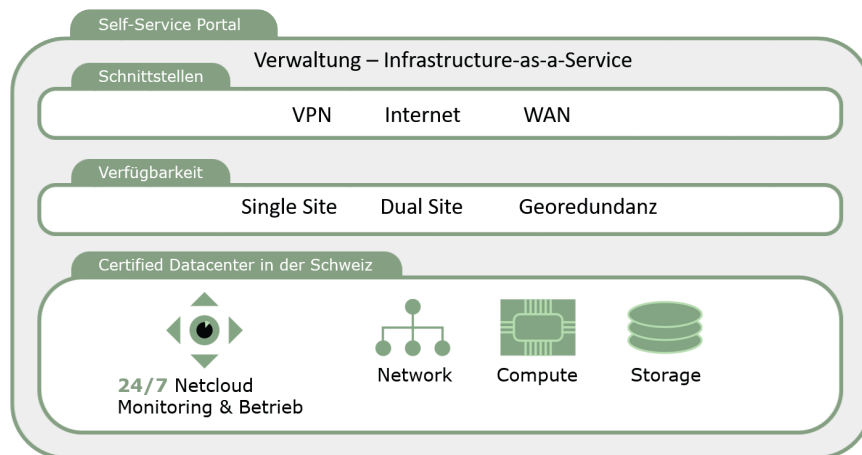 Self-Service Portal
Verwaltung – Infrastructure-as-a-Service
Schnittstellen
VPN Internet WAN
Verfügbarkeit
Single Site Dual Site Georedundanz
Certified Datacenter in der Schweiz
24/7 Netcloud
Monitoring & Betrieb
Network Compute Storage